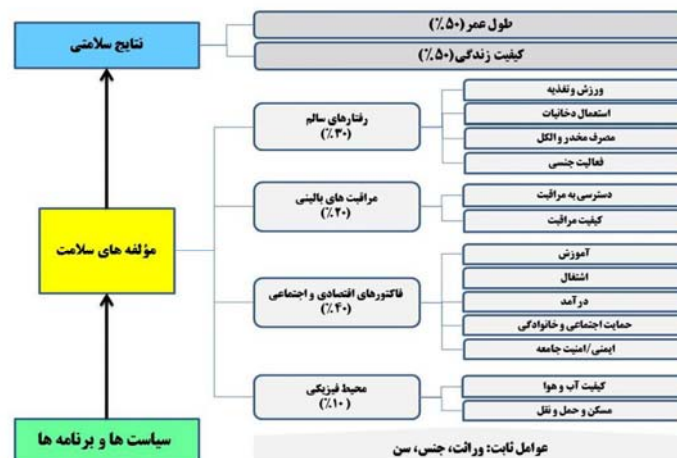 نتایج سلامتی
طول عمر (٪۵۰)
کیفیت زندگی (٪۵۰)
مؤلفه های سلامت
رفتارهای سالم
(٪۳۰)
ورزش و تغذیه
استعمال دخانیات
مصرف مخدر و الکل
فعالیت جنسی
مراقبت های بالینی
(٪۲۰)
دسترسی به مراقبت
کیفیت مراقبت
فاکتورهای اقتصادی و اجتماعی
(٪۴۰)
آموزش
اشتغال
درآمد
حمایت اجتماعی و خانوادگی
ایمنی/امنیت جامعه
محیط فیزیکی
(٪۱۰)
کیفیت آب و هوا
مسکن و حمل و نقل
سیاست ها و برنامه ها
عوامل ثابت: وراثت، جنس، سن